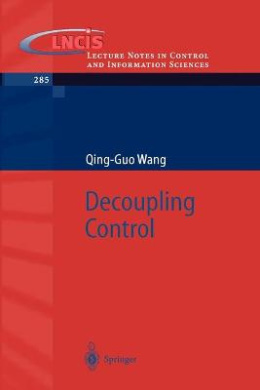 LNCIS
LECTURE NOTES IN CONTROL
AND INFORMATION SCIENCES
285
Qing-Guo Wang
Decoupling
Control
Springer